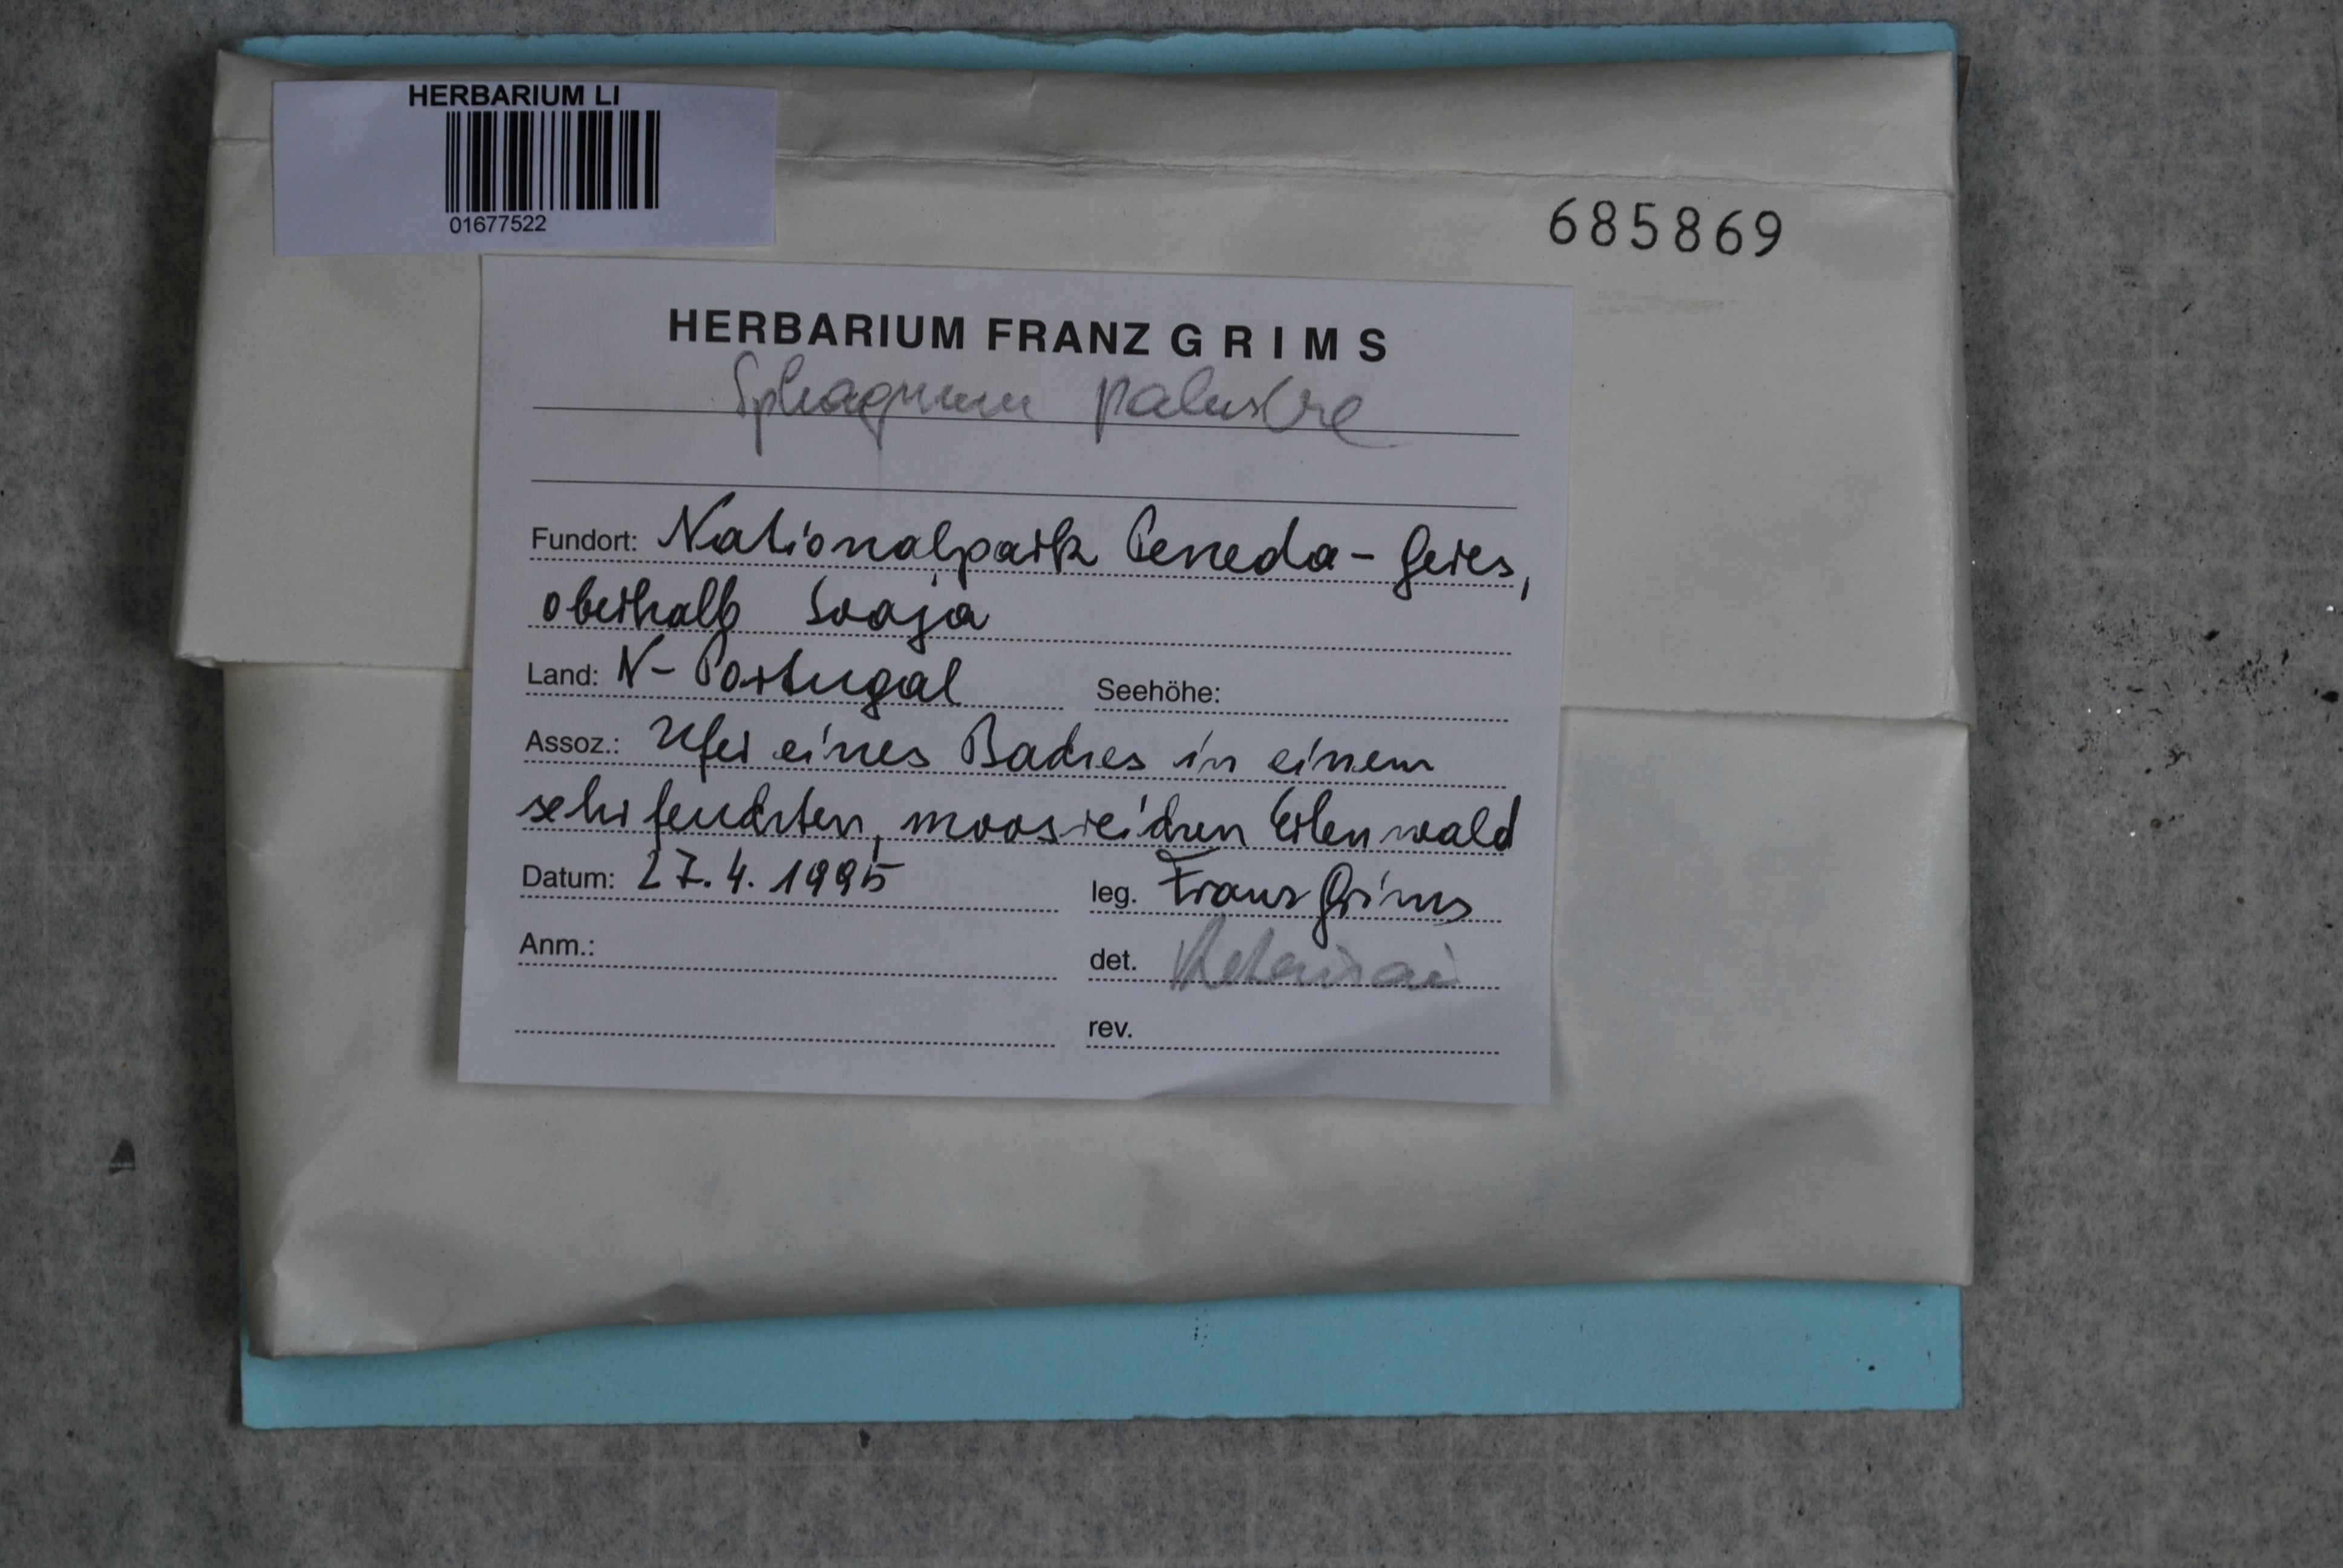 HERBARIUM LI
01677522
685869
HERBARIUM FRANZ GRIMS
Sphagnum palustre
Fundort: Nationalpark Peneda - Geres,
oberhalb Soajo
Land: N- Portugal
Seehöhe:
Assoz.: Ufer eines Baches in einem
sehr feuchten, moosreichen Erlenwald
Datum: 27.4.1995
leg. Franz Grims
Anm.:
det.
rev.